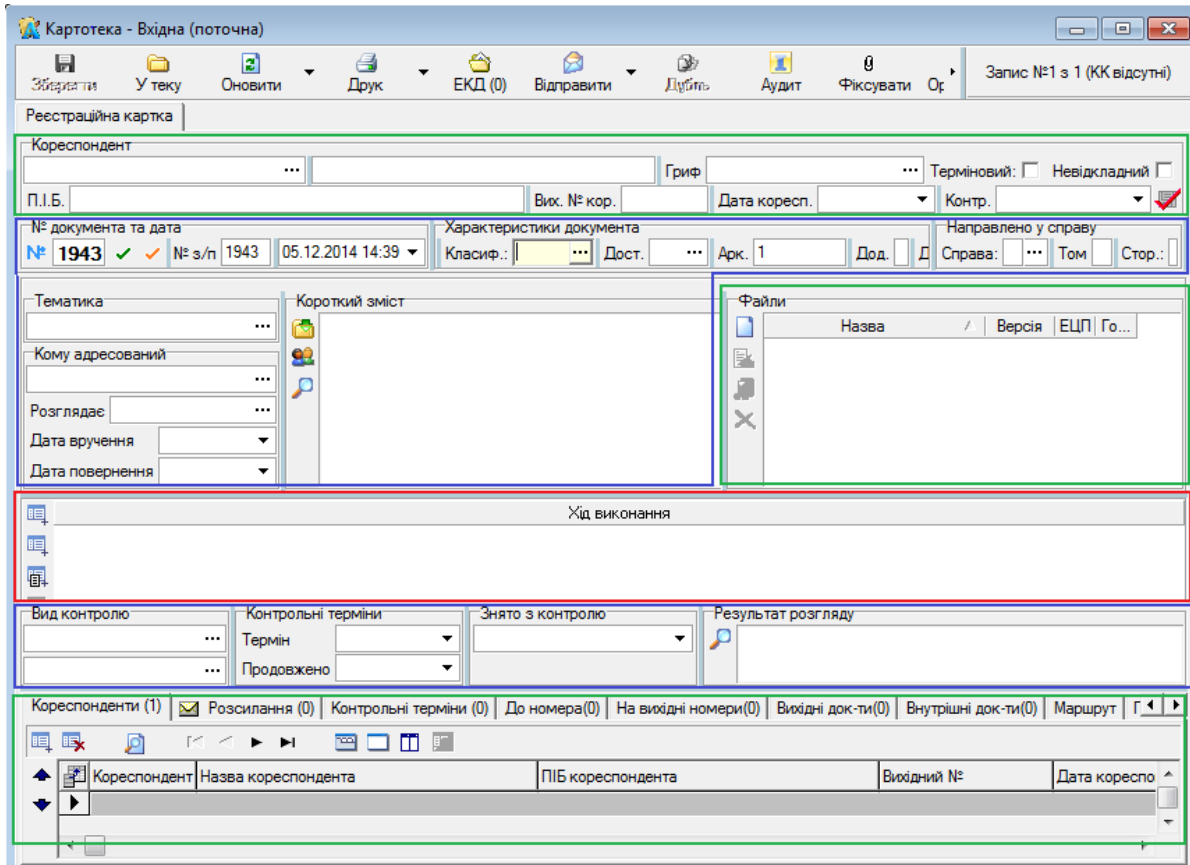 Картотека - Вхідна (поточна)
Зберегти У теку Оновити Друк ЕКД (0) Відправити Дубль Аудит Фіксувати Ор Запис №1 з 1 (КК відсутні)
Реєстраційна картка
Кореспондент
... Гриф ... Терміновий: Невідкладний
П.І.Б. Вих. № кор. Дата коресп. Контр.
№ документа та дата Характеристики документа Направлено у справу
№ 1943 № з/п 1943 05.12.2014 14:39 Класиф.: ... Дост. ... Арк. 1 Дод. Д Справа: ... Том Стор.:
Тематика Короткий зміст Файли
... Назва Версія ЕЦП Го...
Кому адресований
...
Розглядає ...
Дата вручення
Дата повернення
Хід виконання
Вид контролю Контрольні терміни Знято з контролю Результат розгляду
... Термін
... Продовжено
Кореспонденти (1) Розсилання (0) Контрольні терміни (0) До номера(0) На вихідні номери(0) Вихідні док-ти(0) Внутрішні док-ти(0) Маршрут
Кореспондент Назва кореспондента ПІБ кореспондента Вихідний № Дата кореспо